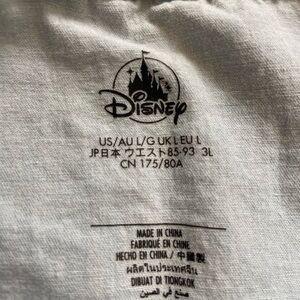 Disney
US/AU L/G UK L EU L
JP日本 ウエスト85-93 3L
CN 175/80A
MADE IN CHINA
FABRIQUÉ EN CHINE
HECHO EN CHINA / 中國製
ผลิตในประเทศจีน
DIBUAT DI TIONGKOK
صنع في الصين